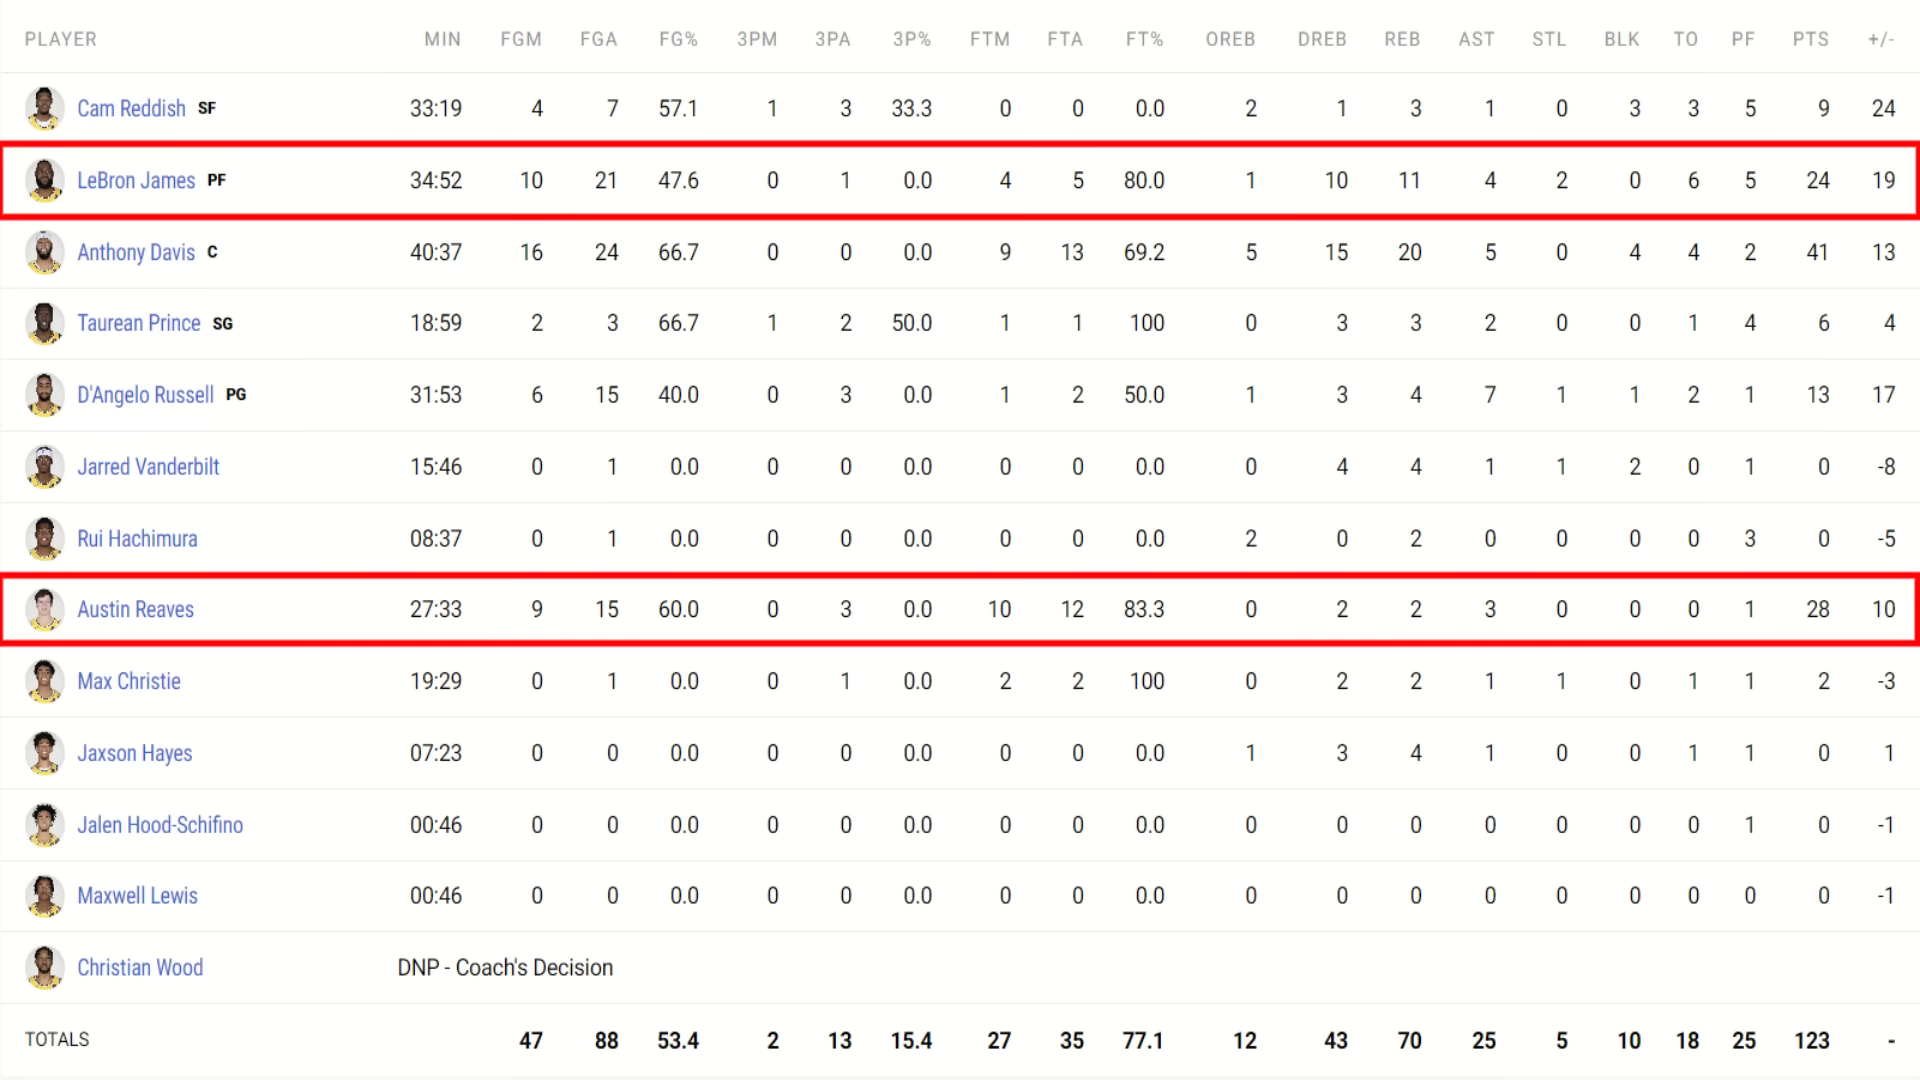 PLAYER MIN FGM FGA FG% 3PM 3PA 3P% FTM FTA FT% OREB DREB REB AST STL BLK TO PF PTS +/-
Cam Reddish SF 33:19 4 7 57.1 1 3 33.3 0 0 0.0 2 1 3 1 0 3 3 5 9 24
LeBron James PF 34:52 10 21 47.6 0 1 0.0 4 5 80.0 1 10 11 4 2 0 6 5 24 19
Anthony Davis C 40:37 16 24 66.7 0 0 0.0 9 13 69.2 5 15 20 5 0 4 4 2 41 13
Taurean Prince SG 18:59 2 3 66.7 1 2 50.0 1 1 100 0 3 3 2 0 0 1 4 6 4
D'Angelo Russell PG 31:53 6 15 40.0 0 3 0.0 1 2 50.0 1 3 4 7 1 1 2 1 13 17
Jarred Vanderbilt 15:46 0 1 0.0 0 0 0.0 0 0 0.0 0 4 4 1 1 2 0 1 0 -8
Rui Hachimura 08:37 0 1 0.0 0 0 0.0 0 0 0.0 2 0 2 0 0 0 0 3 0 -5
Austin Reaves 27:33 9 15 60.0 0 3 0.0 10 12 83.3 0 2 2 3 0 0 0 1 28 10
Max Christie 19:29 0 1 0.0 0 1 0.0 2 2 100 0 2 2 1 1 0 1 1 2 -3
Jaxson Hayes 07:23 0 0 0.0 0 0 0.0 0 0 0.0 1 3 4 1 0 0 1 1 0 1
Jalen Hood-Schifino 00:46 0 0 0.0 0 0 0.0 0 0 0.0 0 0 0 0 0 0 0 1 0 -1
Maxwell Lewis 00:46 0 0 0.0 0 0 0.0 0 0 0.0 0 0 0 0 0 0 0 0 0 -1
Christian Wood DNP - Coach's Decision
TOTALS 47 88 53.4 2 13 15.4 27 35 77.1 12 43 70 25 5 10 18 25 123 -